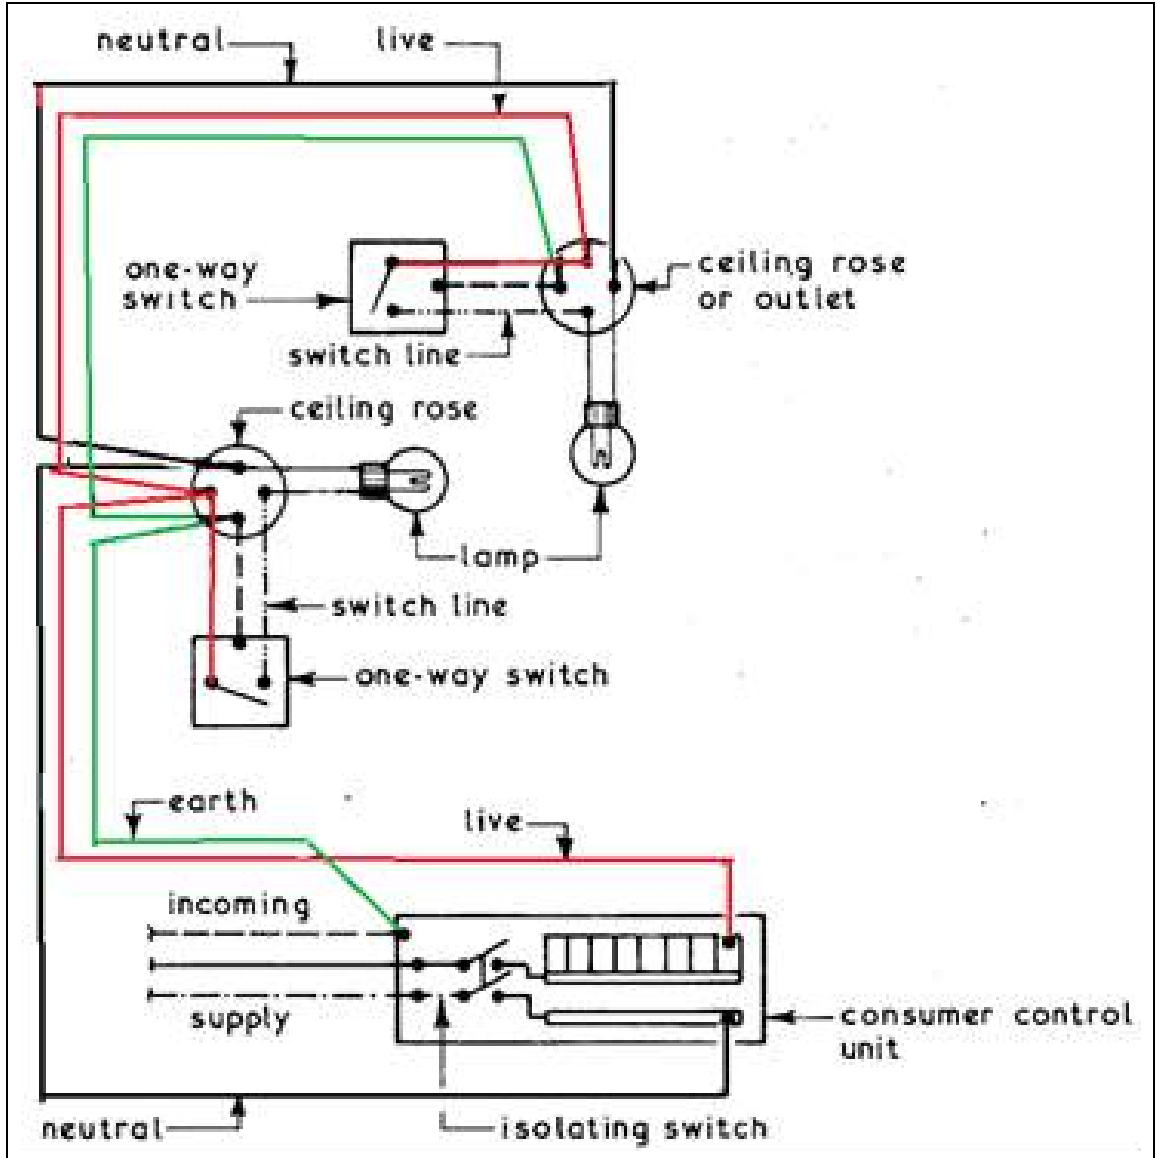 neutral
live
one-way
switch
ceiling rose
or outlet
switch line
ceiling rose
lamp
switch line
one-way switch
earth
live
incoming
supply
consumer control
unit
neutral
isolating switch